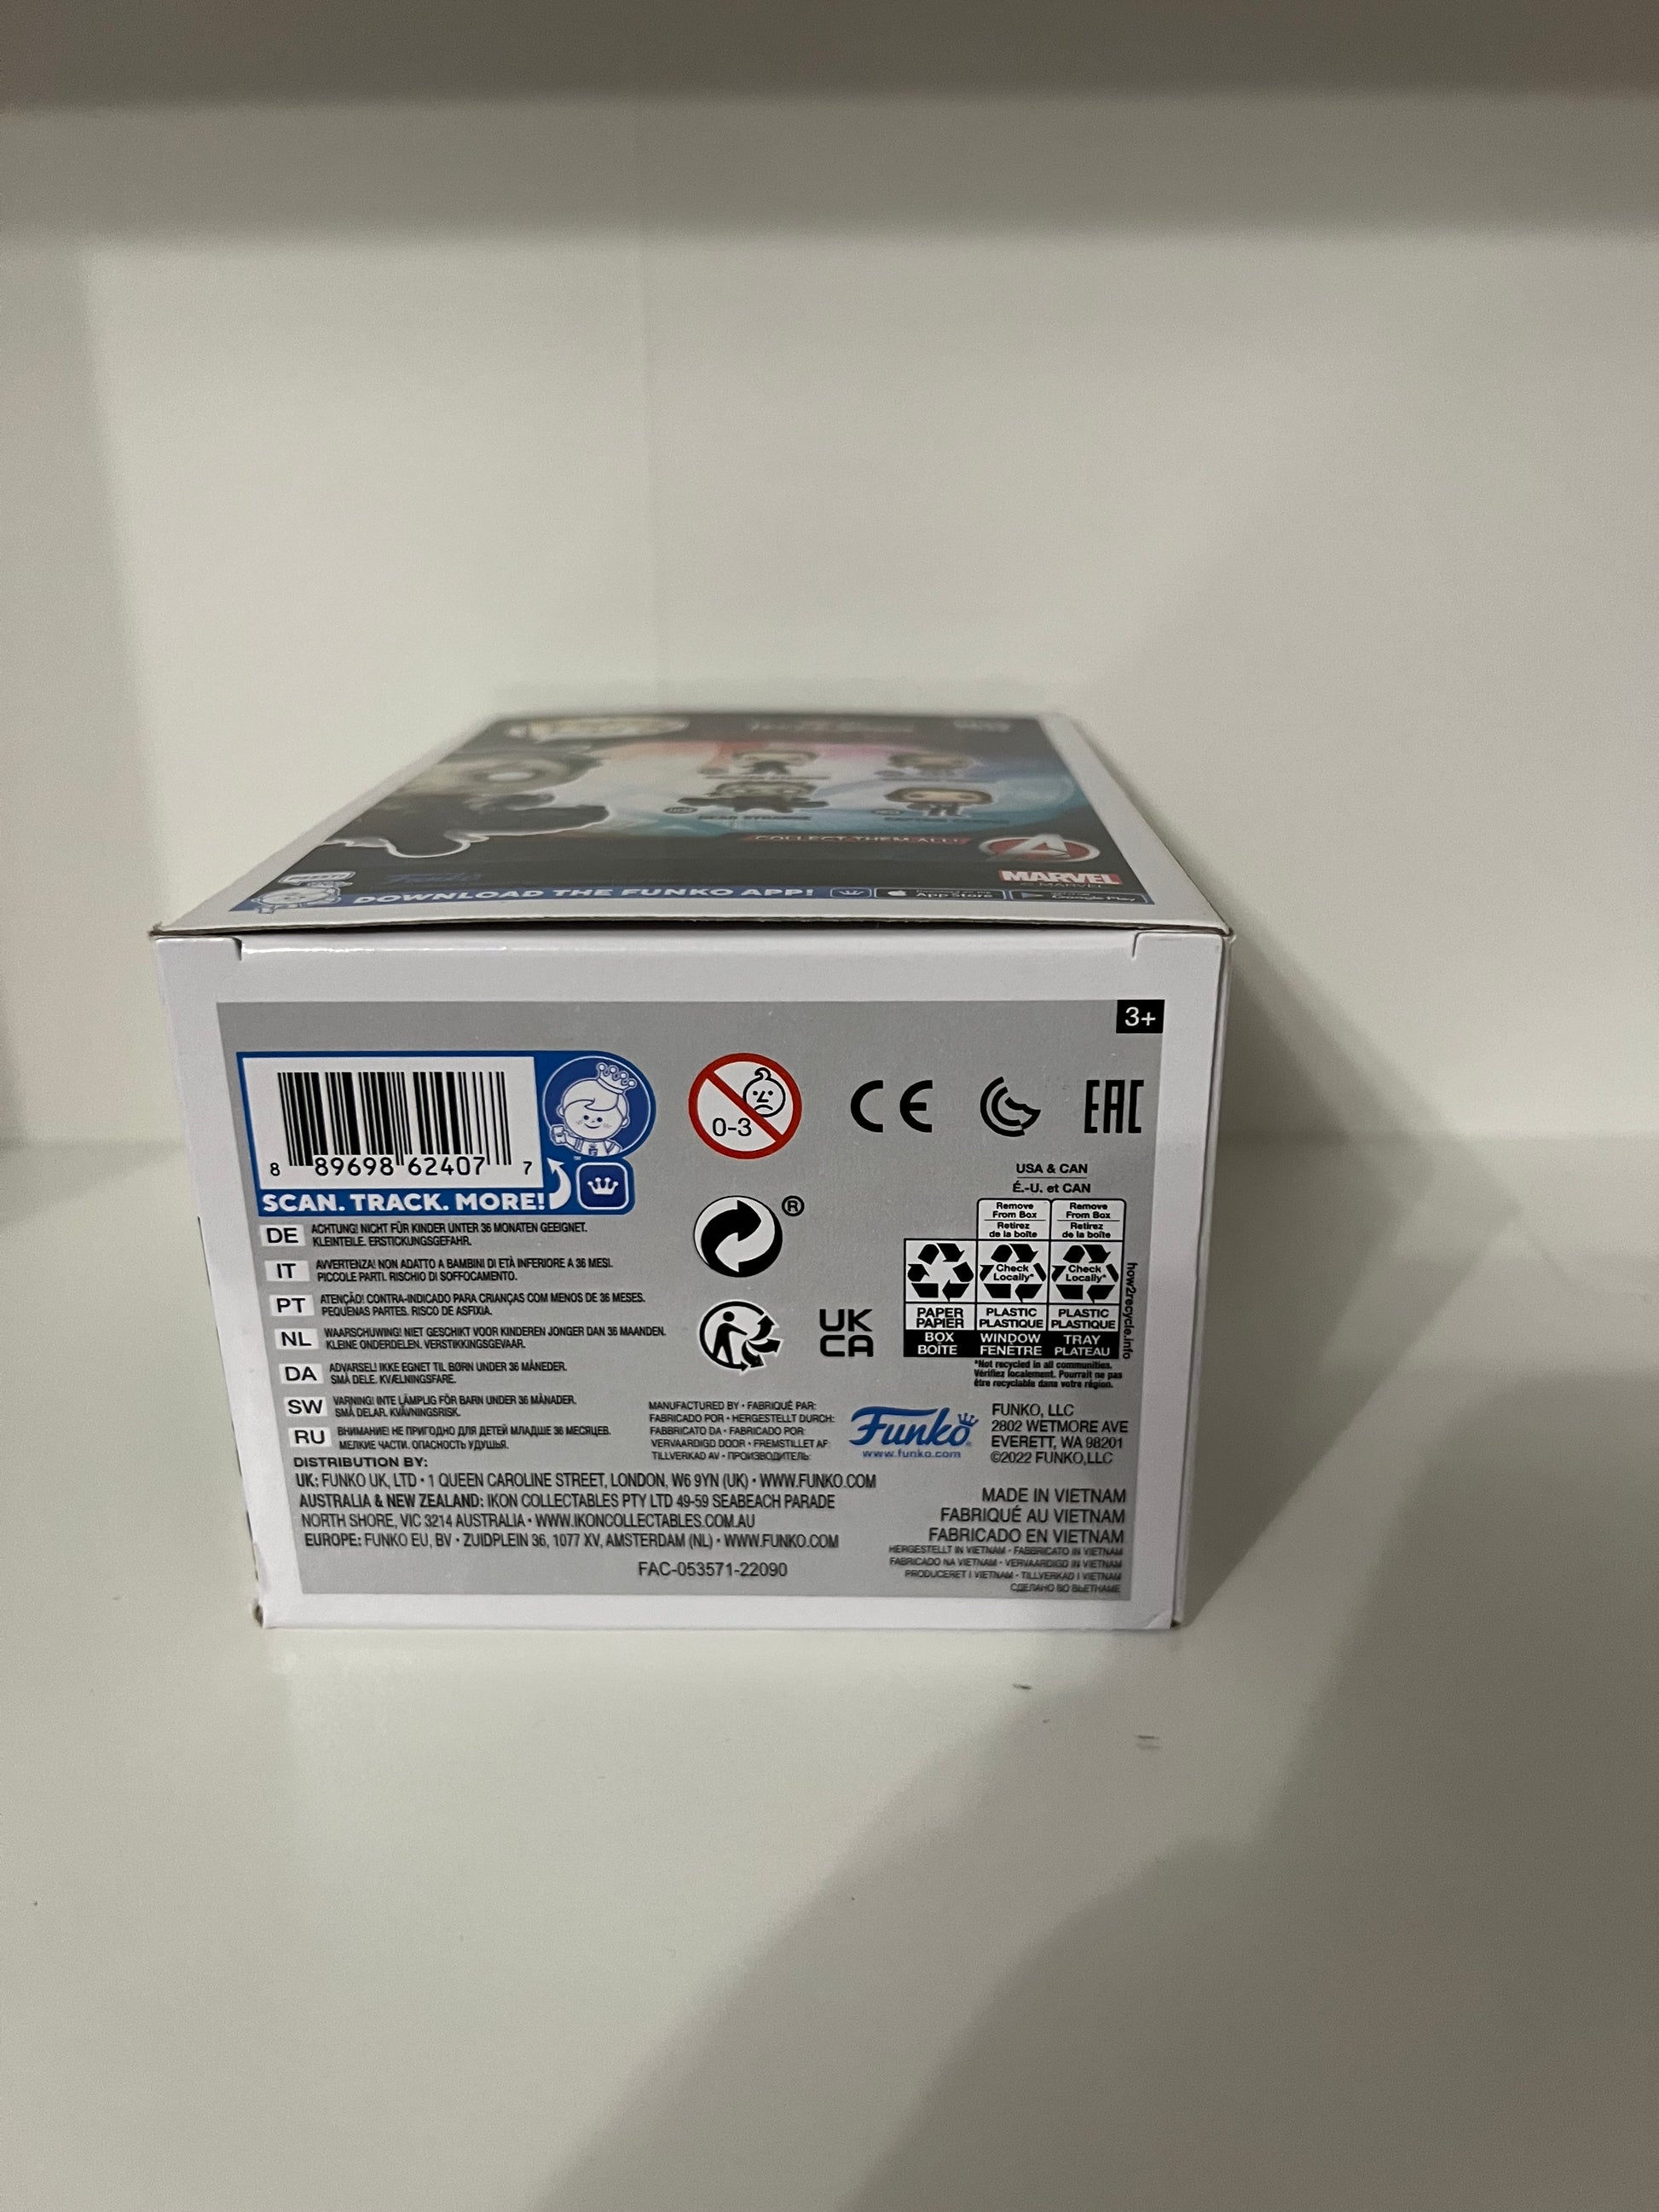 DEAD STRANGE
COLLECT THEM ALL!
MARVEL
© MARVEL
DOWNLOAD THE FUNKO APP!
App Store
Google Play
3+
8 89698 62407 7
SCAN. TRACK. MORE!
0-3
CE
EAC
®
UK
CA
USA & CAN
É.-U. et CAN
Remove From Box
Retirez de la boîte
Remove From Box
Retirez de la boîte
Check Locally*
Check Locally*
PAPER
PAPIER
PLASTIC
PLASTIQUE
PLASTIC
PLASTIQUE
BOX
BOÎTE
WINDOW
FENÊTRE
TRAY
PLATEAU
how2recycle.info
*Not recycled in all communities.
Vérifiez localement. Pourrait ne pas
être recyclable dans votre région.
DE ACHTUNG! NICHT FÜR KINDER UNTER 36 MONATEN GEEIGNET.
KLEINTEILE. ERSTICKUNGSGEFAHR.
IT AVVERTENZA! NON ADATTO A BAMBINI DI ETÀ INFERIORE A 36 MESI.
PICCOLE PARTI. RISCHIO DI SOFFOCAMENTO.
PT ATENÇÃO! CONTRA-INDICADO PARA CRIANÇAS COM MENOS DE 36 MESES.
PEQUENAS PARTES. RISCO DE ASFIXIA.
NL WAARSCHUWING! NIET GESCHIKT VOOR KINDEREN JONGER DAN 36 MAANDEN.
KLEINE ONDERDELEN. VERSTIKKINGSGEVAAR.
DA ADVARSEL! IKKE EGNET TIL BØRN UNDER 36 MÅNEDER.
SMÅ DELE. KVÆLNINGSFARE.
SW VARNING! INTE LÄMPLIG FÖR BARN UNDER 36 MÅNADER.
SMÅ DELAR. KVÄVNINGSRISK.
RU ВНИМАНИЕ! НЕ ПРИГОДНО ДЛЯ ДЕТЕЙ МЛАДШЕ 36 МЕСЯЦЕВ.
МЕЛКИЕ ЧАСТИ. ОПАСНОСТЬ УДУШЬЯ.
MANUFACTURED BY • FABRIQUÉ PAR:
FABRICADO POR • HERGESTELLT DURCH:
FABBRICATO DA • FABRICADO POR:
VERVAARDIGD DOOR • FREMSTILLET AF:
TILLVERKAD AV • ПРОИЗВОДИТЕЛЬ:
Funko
www.funko.com
FUNKO, LLC
2802 WETMORE AVE
EVERETT, WA 98201
©2022 FUNKO,LLC
DISTRIBUTION BY:
UK: FUNKO UK, LTD • 1 QUEEN CAROLINE STREET, LONDON, W6 9YN (UK) • WWW.FUNKO.COM
AUSTRALIA & NEW ZEALAND: IKON COLLECTABLES PTY LTD 49-59 SEABEACH PARADE
NORTH SHORE, VIC 3214 AUSTRALIA • WWW.IKONCOLLECTABLES.COM.AU
EUROPE: FUNKO EU, BV • ZUIDPLEIN 36, 1077 XV, AMSTERDAM (NL) • WWW.FUNKO.COM
FAC-053571-22090
MADE IN VIETNAM
FABRIQUÉ AU VIETNAM
FABRICADO EN VIETNAM
HERGESTELLT IN VIETNAM • FABBRICATO IN VIETNAM
FABRICADO NA VIETNAM • VERVAARDIGD IN VIETNAM
PRODUCERET I VIETNAM • TILLVERKAD I VIETNAM
СДЕЛАНО ВО ВЬЕТНАМЕ